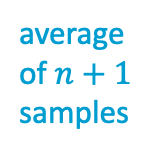 average
of n + 1
samples